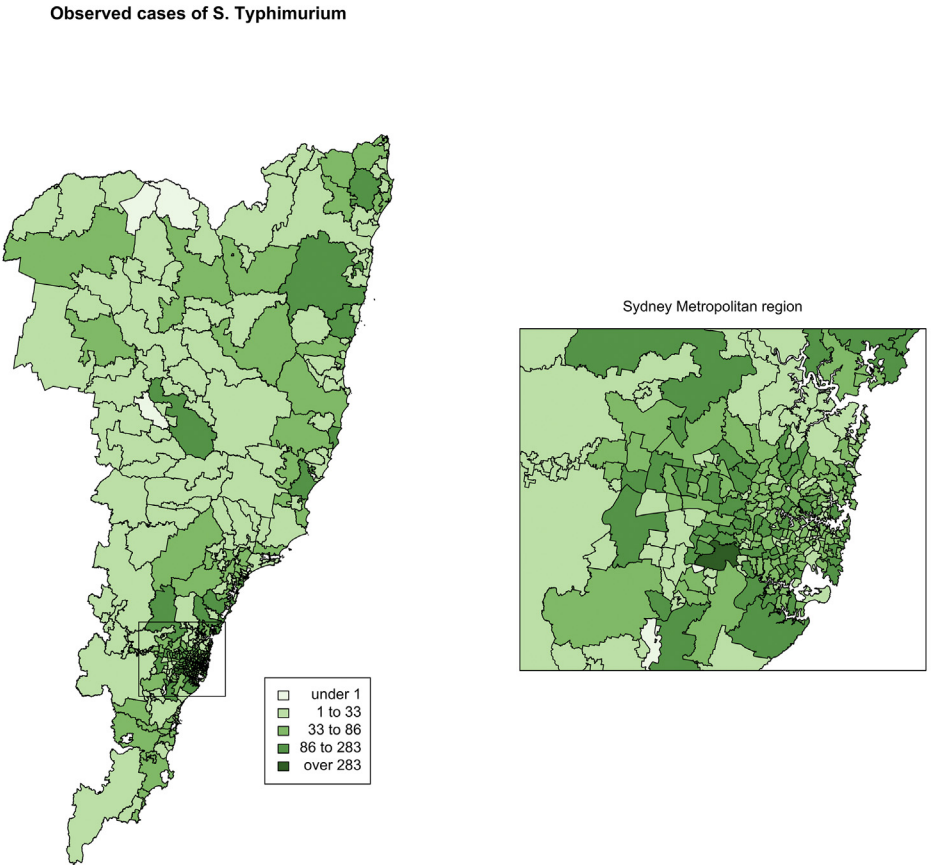 Observed cases of S. Typhimurium
Sydney Metropolitan region
under 1
1 to 33
33 to 86
86 to 283
over 283